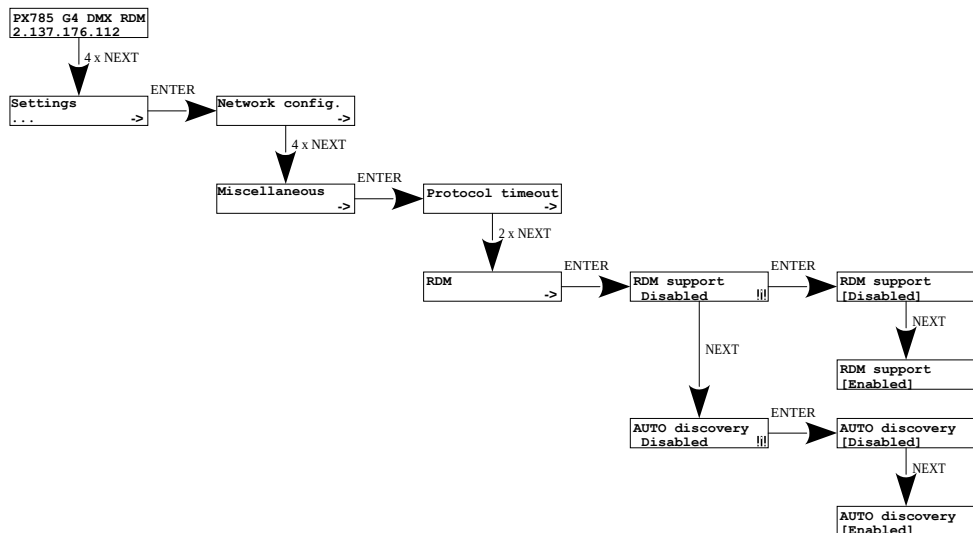 PX785 G4 DMX RDM
2.137.176.112
4 x NEXT
Settings
... ->
ENTER
Network config.
->
4 x NEXT
Miscellaneous
->
ENTER
Protocol timeout
->
2 x NEXT
RDM
->
ENTER
RDM support
Disabled !i!
ENTER
RDM support
[Disabled]
NEXT
RDM support
[Enabled]
NEXT
AUTO discovery
Disabled !i!
ENTER
AUTO discovery
[Disabled]
NEXT
AUTO discovery
[Enabled]